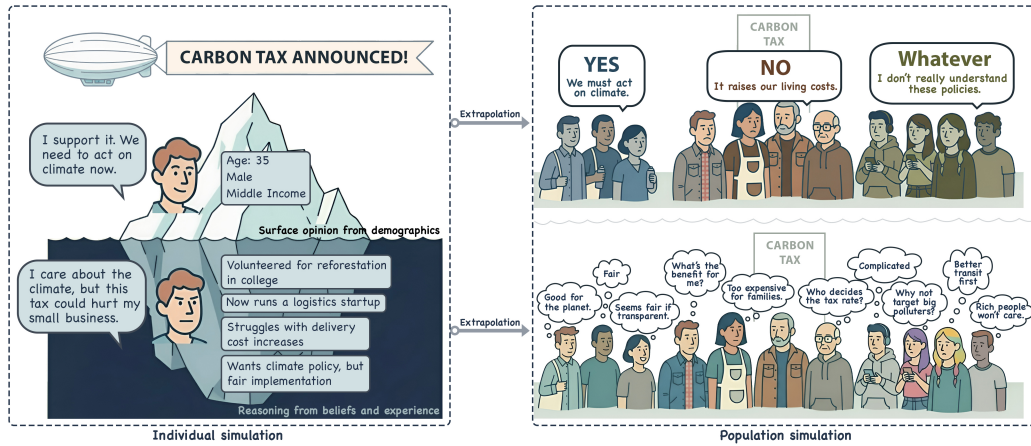 CARBON TAX ANNOUNCED!
I support it. We
need to act on
climate now.
Age: 35
Male
Middle Income
Surface opinion from demographics
I care about the
climate, but this
tax could hurt my
small business.
Volunteered for reforestation
in college
Now runs a logistics startup
Struggles with delivery
cost increases
Wants climate policy, but
fair implementation
Reasoning from beliefs and experience
Individual simulation
Extrapolation
Extrapolation
CARBON
TAX
YES
We must act
on climate.
NO
It raises our living costs.
Whatever
I don't really understand
these policies.
CARBON
TAX
Good for
the planet.
Fair
Seems fair if
transparent.
What's the
benefit for
me?
Too expensive
for families.
Who decides
the tax rate?
Complicated
Why not
target big
polluters?
Better
transit
first
Rich people
won't care.
Population simulation